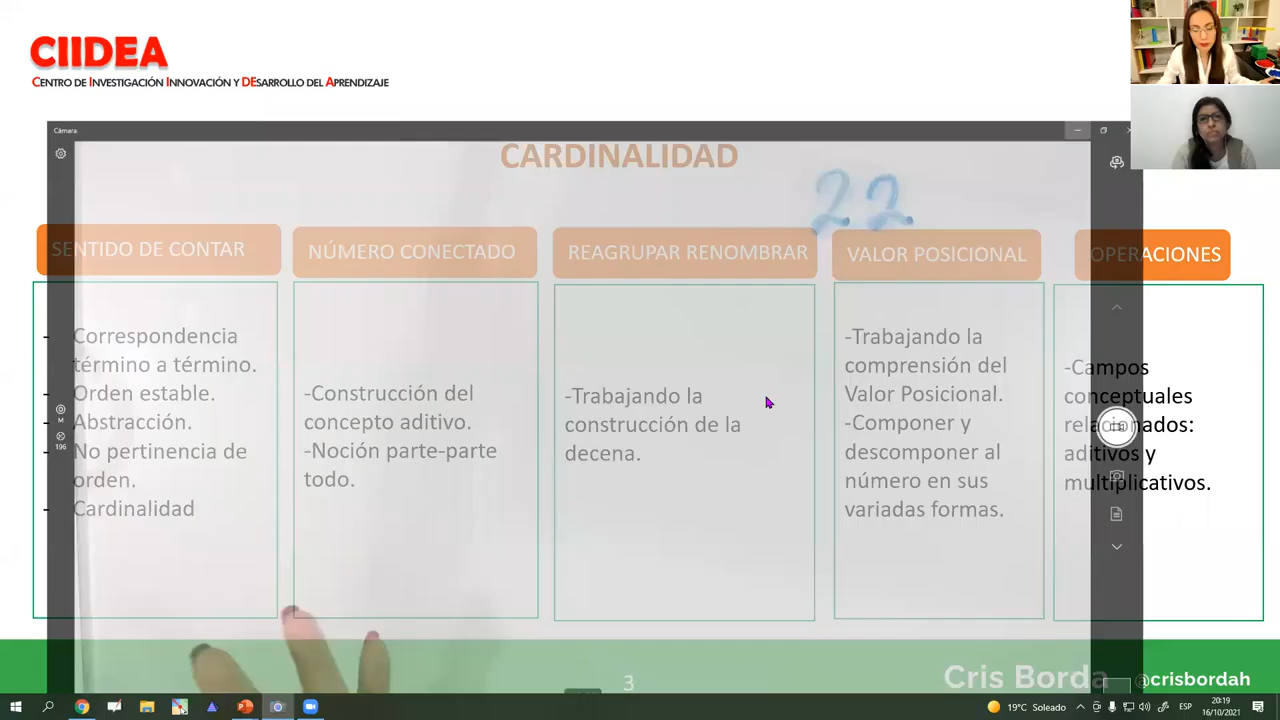 CIIDEA
CENTRO DE INVESTIGACIÓN INNOVACIÓN Y DESARROLLO DEL APRENDIZAJE
Cámara
CARDINALIDAD
22
SENTIDO DE CONTAR
NÚMERO CONECTADO
REAGRUPAR RENOMBRAR
VALOR POSICIONAL
OPERACIONES
- Correspondencia
término a término.
- Orden estable.
- Abstracción.
- No pertinencia de
orden.
- Cardinalidad
-Construcción del
concepto aditivo.
-Noción parte-parte
todo.
-Trabajando la
construcción de la
decena.
-Trabajando la
comprensión del
Valor Posicional.
-Componer y
descomponer al
número en sus
variadas formas.
-Campos
conceptuales
relacionados:
aditivos y
multiplicativos.
M
196
3
Cris Borda
@crisbordah
19°C Soleado
ESP
20:19
16/10/2021